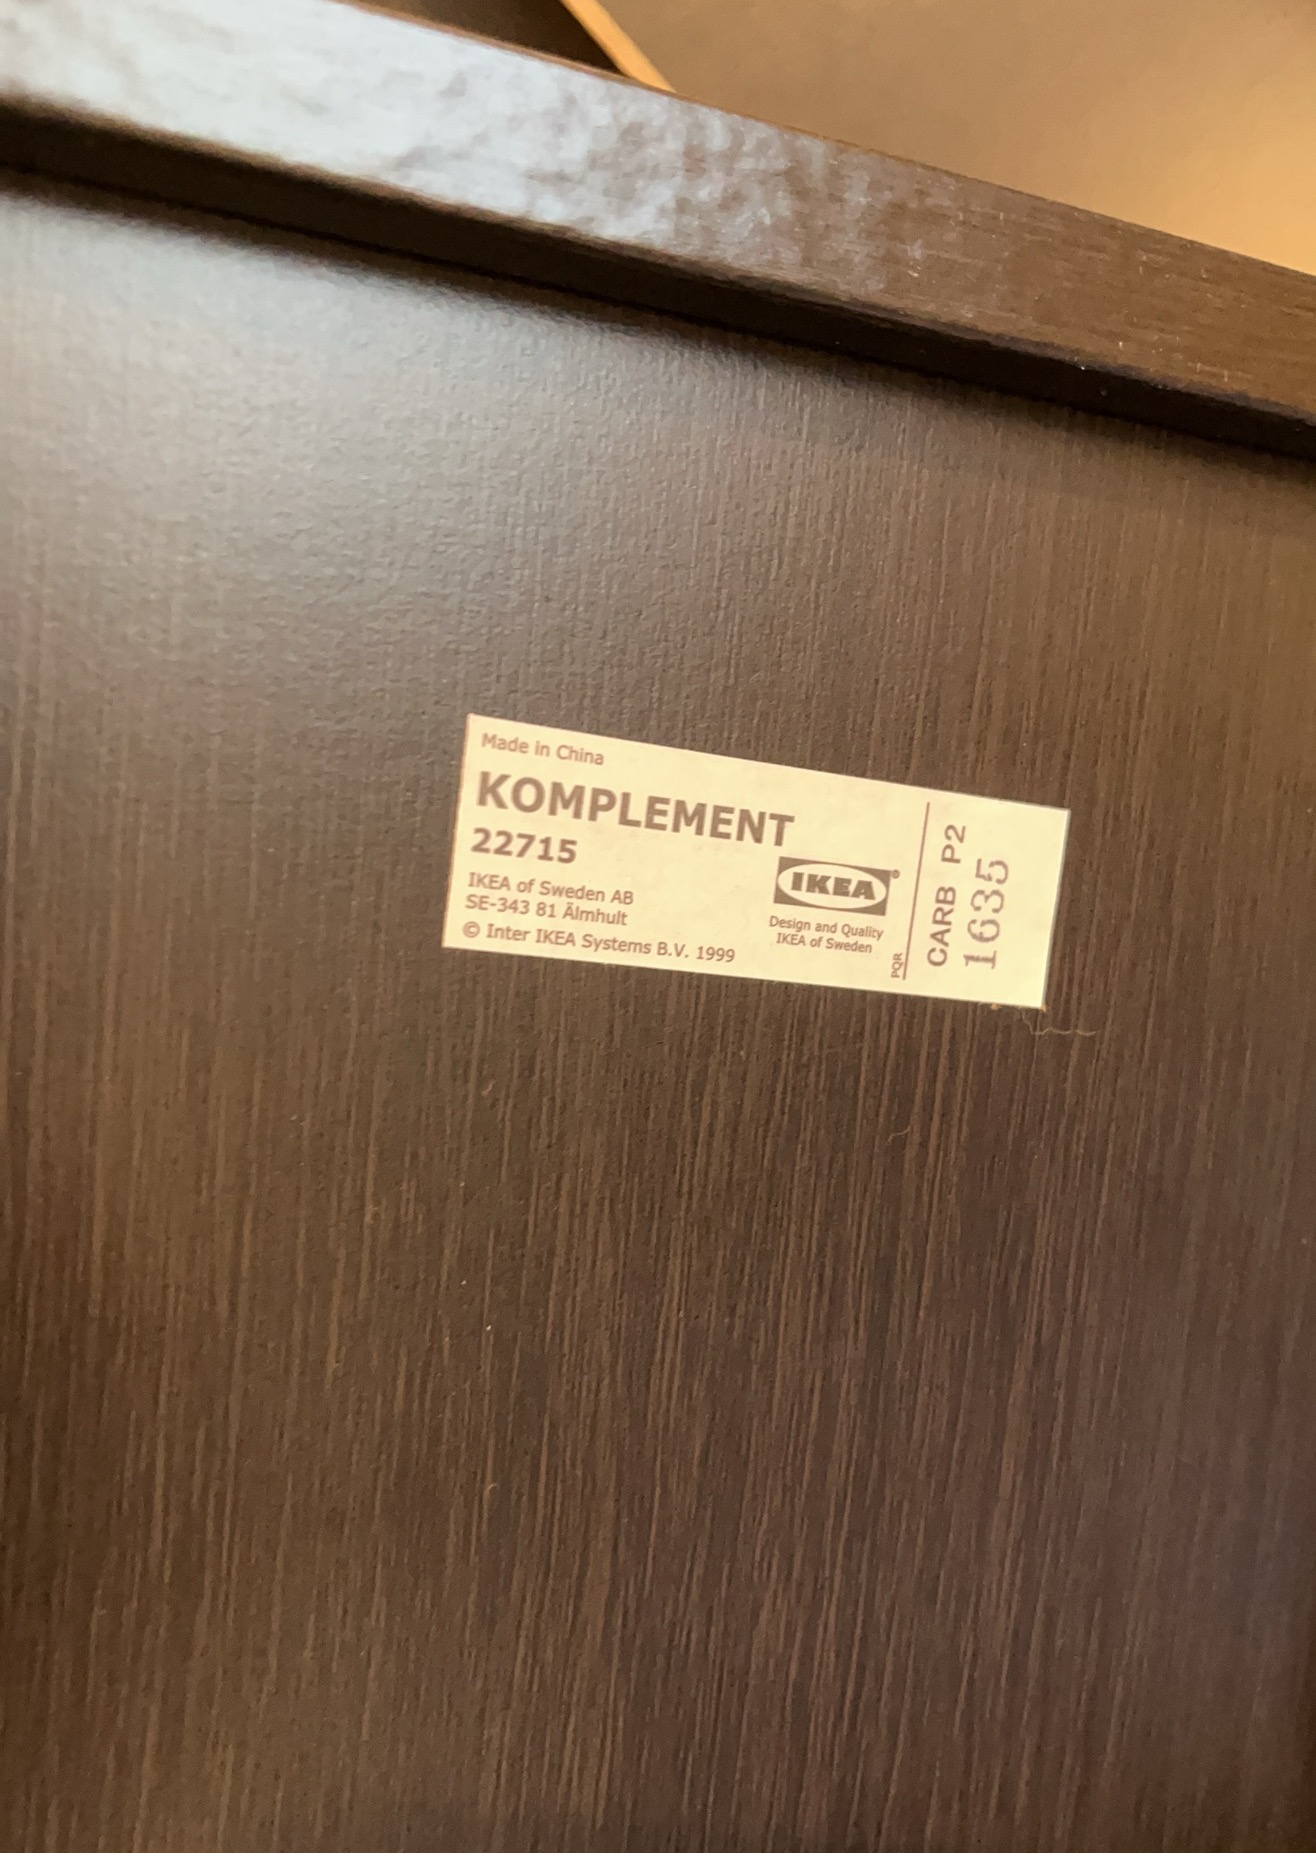 Made in China
KOMPLEMENT
22715
IKEA of Sweden AB
SE-343 81 Älmhult
© Inter IKEA Systems B.V. 1999
IKEA®
Design and Quality
IKEA of Sweden
PQR
CARB P2
1635